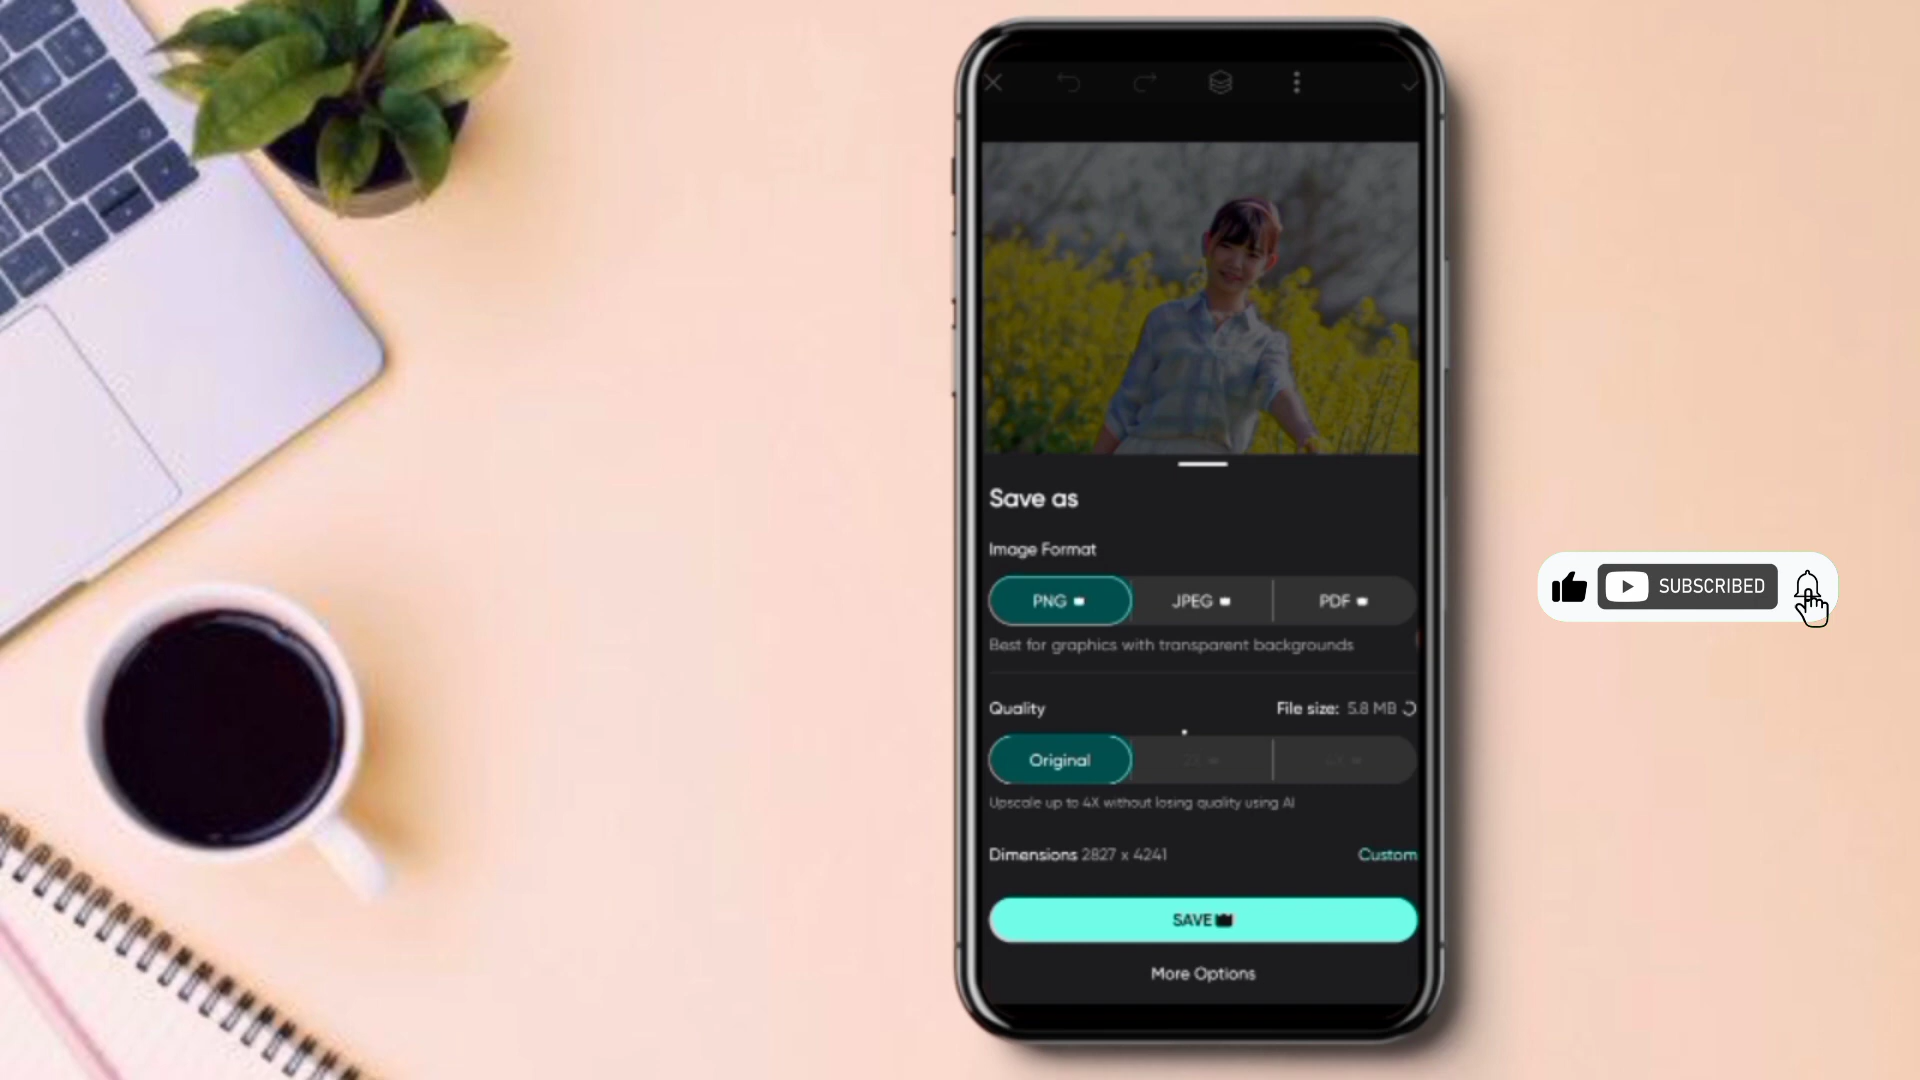 Save as
Image Format
PNG JPEG PDF
Best for graphics with transparent backgrounds
Quality File size: 5.8 MB
Original
Upscale up to 4X without losing quality using AI
Dimensions 2827 x 4241 Custom
SAVE
More Options
SUBSCRIBED